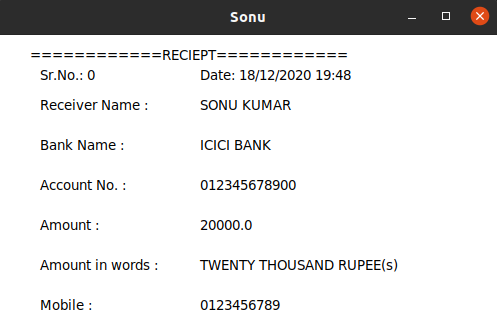 Sonu
============RECIEPT============
Sr.No.: 0 Date: 18/12/2020 19:48
Receiver Name : SONU KUMAR
Bank Name : ICICI BANK
Account No. : 012345678900
Amount : 20000.0
Amount in words : TWENTY THOUSAND RUPEE(s)
Mobile : 0123456789